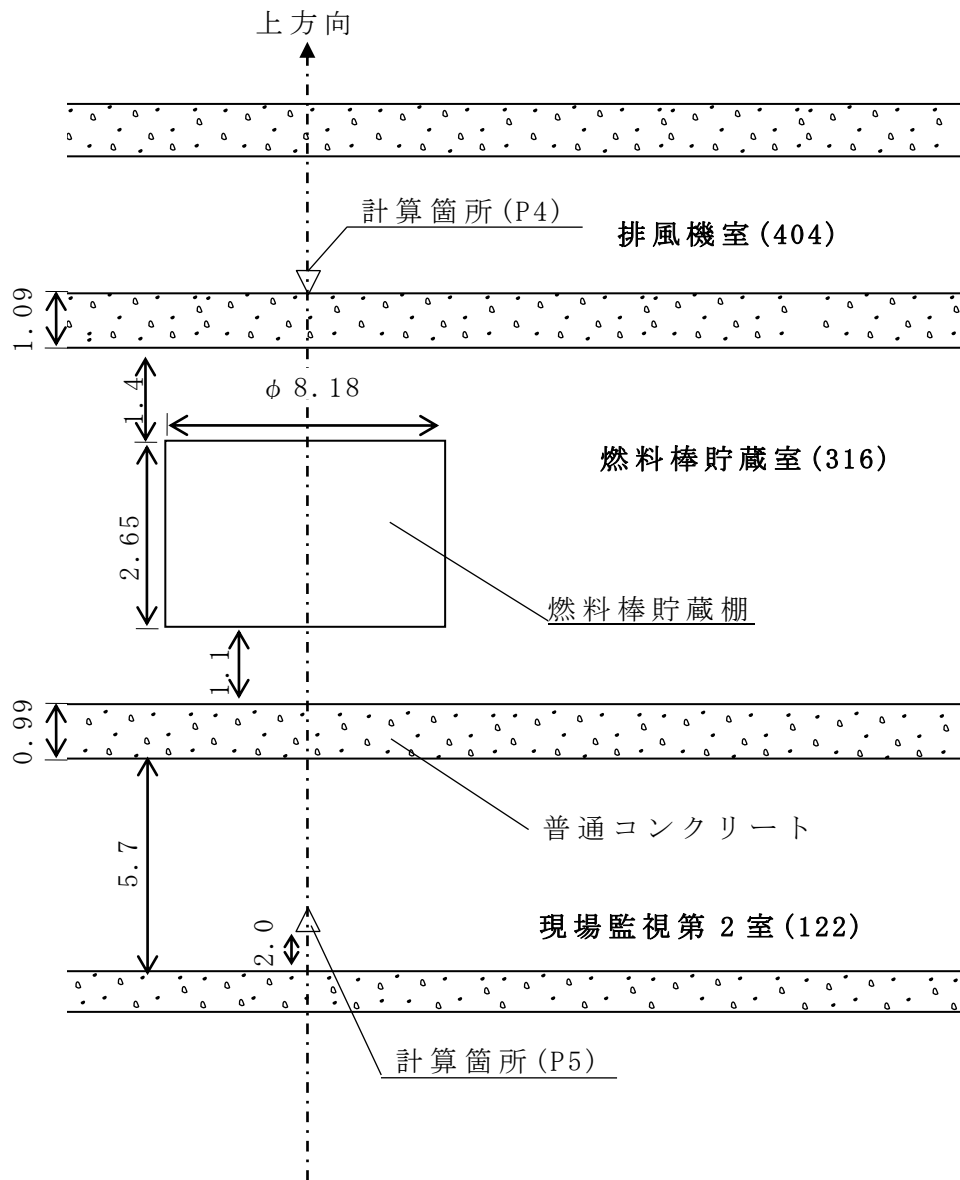 上方向
計算箇所(P4)
排風機室(404)
1.09
1.4
φ 8.18
燃料棒貯蔵室(316)
2.65
燃料棒貯蔵棚
1.1
0.99
普通コンクリート
5.7
現場監視第 2 室(122)
2.0
計算箇所(P5)